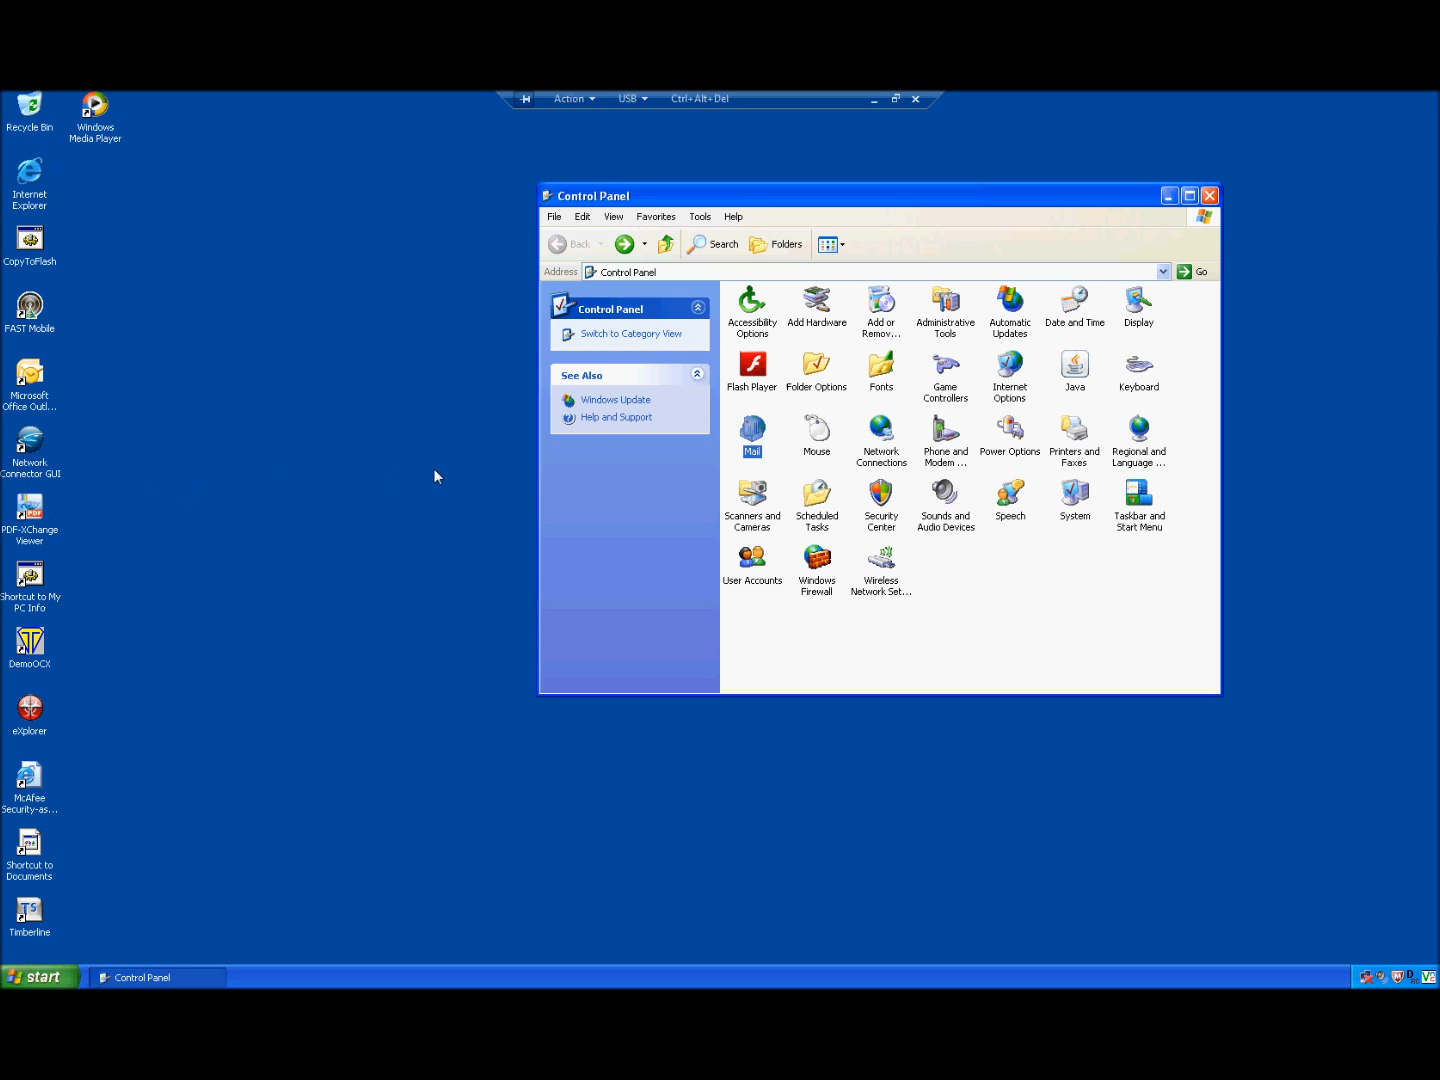 Action
USB
Ctrl+Alt+Del
Recycle Bin
Windows
Media Player
Internet
Explorer
CopyToFlash
FAST Mobile
Microsoft
Office Outl...
Network
Connector GUI
PDF-XChange
Viewer
Shortcut to My
PC Info
DemoOCX
eXplorer
McAfee
Security-as...
Shortcut to
Documents
TS
Timberline
Control Panel
File Edit View Favorites Tools Help
Back
Search
Folders
Address
Control Panel
Go
Control Panel
Switch to Category View
See Also
Windows Update
Help and Support
Accessibility
Options
Add Hardware
Add or
Remov...
Administrative
Tools
Automatic
Updates
Date and Time
Display
Flash Player
Folder Options
Fonts
Game
Controllers
Internet
Options
Java
Keyboard
Mail
Mouse
Network
Connections
Phone and
Modem ...
Power Options
Printers and
Faxes
Regional and
Language ...
Scanners and
Cameras
Scheduled
Tasks
Security
Center
Sounds and
Audio Devices
Speech
System
Taskbar and
Start Menu
User Accounts
Windows
Firewall
Wireless
Network Set...
start
Control Panel